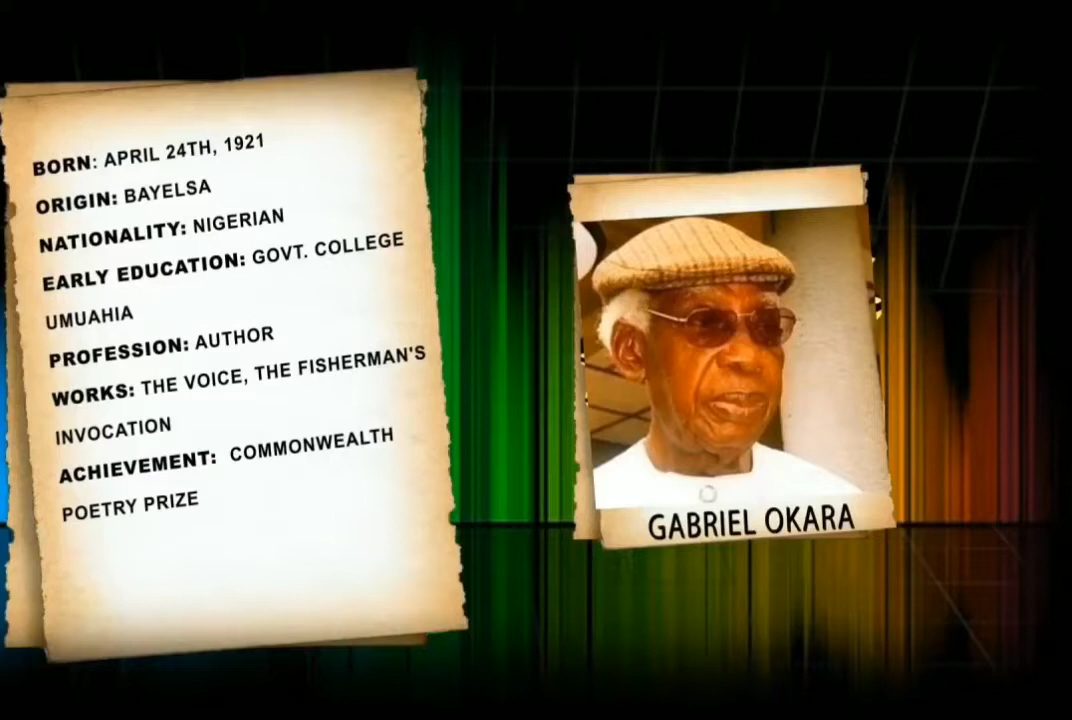 BORN: APRIL 24TH, 1921
ORIGIN: BAYELSA
NATIONALITY: NIGERIAN
EARLY EDUCATION: GOVT. COLLEGE
UMUAHIA
PROFESSION: AUTHOR
WORKS: THE VOICE, THE FISHERMAN'S
INVOCATION
ACHIEVEMENT: COMMONWEALTH
POETRY PRIZE
GABRIEL OKARA